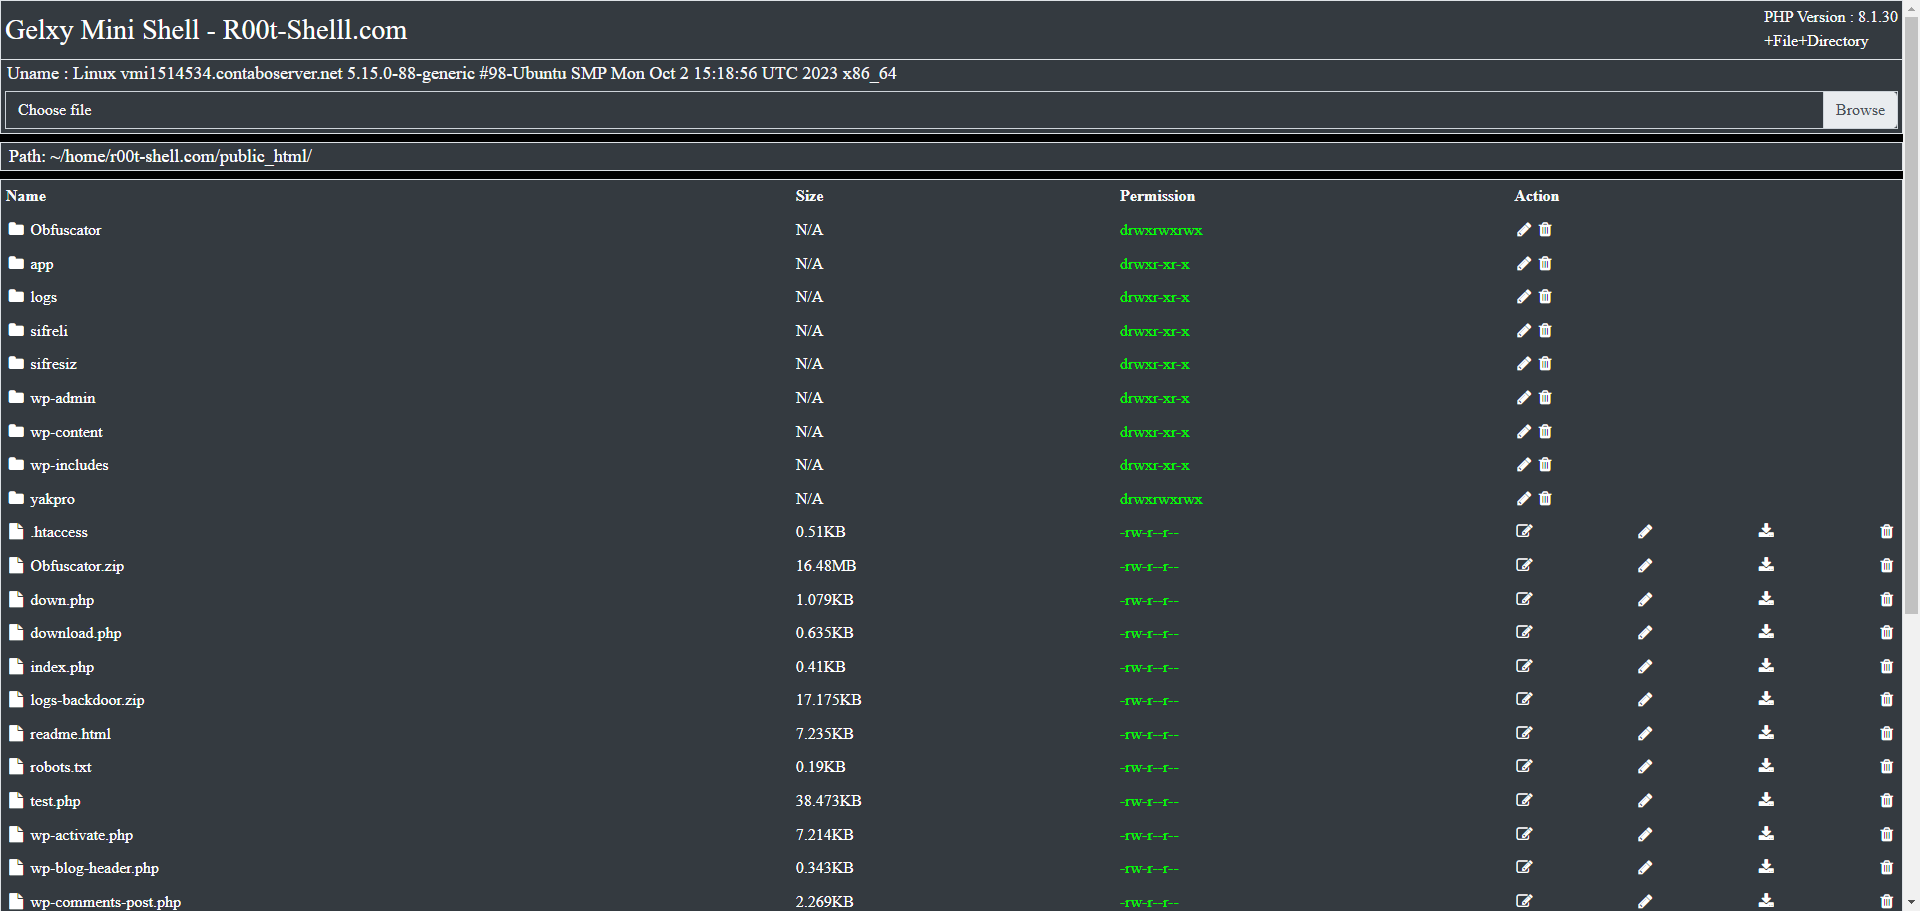 Gelxy Mini Shell - R00t-Shelll.com
PHP Version : 8.1.30
+File+Directory
Uname : Linux vmi1514534.contaboserver.net 5.15.0-88-generic #98-Ubuntu SMP Mon Oct 2 15:18:56 UTC 2023 x86_64
Choose file Browse
Path: ~/home/r00t-shell.com/public_html/
Name Size Permission Action
Obfuscator N/A drwxrwxrwx
app N/A drwxr-xr-x
logs N/A drwxr-xr-x
sifreli N/A drwxr-xr-x
sifresiz N/A drwxr-xr-x
wp-admin N/A drwxr-xr-x
wp-content N/A drwxr-xr-x
wp-includes N/A drwxr-xr-x
yakpro N/A drwxrwxrwx
.htaccess 0.51KB -rw-r--r--
Obfuscator.zip 16.48MB -rw-r--r--
down.php 1.079KB -rw-r--r--
download.php 0.635KB -rw-r--r--
index.php 0.41KB -rw-r--r--
logs-backdoor.zip 17.175KB -rw-r--r--
readme.html 7.235KB -rw-r--r--
robots.txt 0.19KB -rw-r--r--
test.php 38.473KB -rw-r--r--
wp-activate.php 7.214KB -rw-r--r--
wp-blog-header.php 0.343KB -rw-r--r--
wp-comments-post.php 2.269KB -rw-r--r--